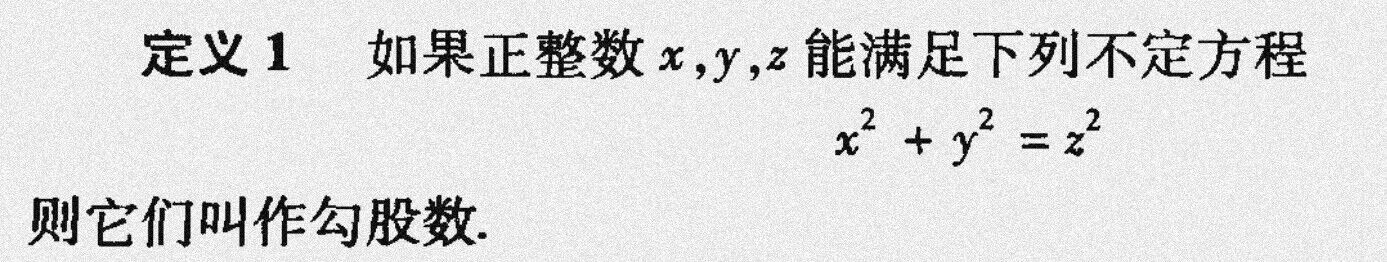 定义 1 如果正整数 x,y,z 能满足下列不定方程
x² + y² = z²
则它们叫作勾股数.